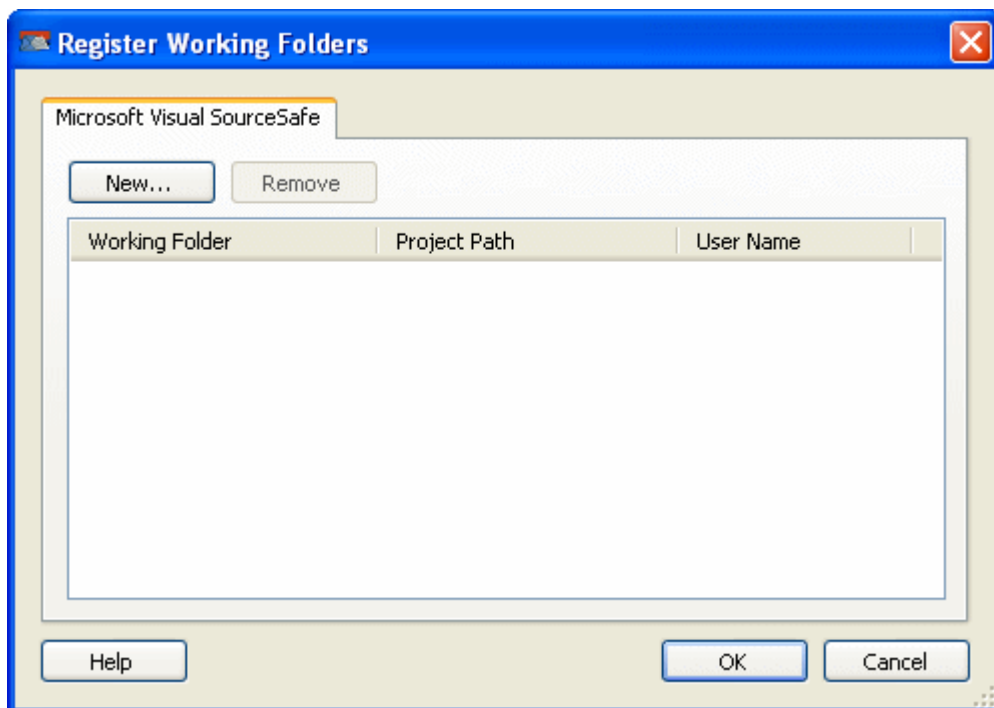 Register Working Folders
Microsoft Visual SourceSafe
New... Remove
Working Folder Project Path User Name
Help OK Cancel